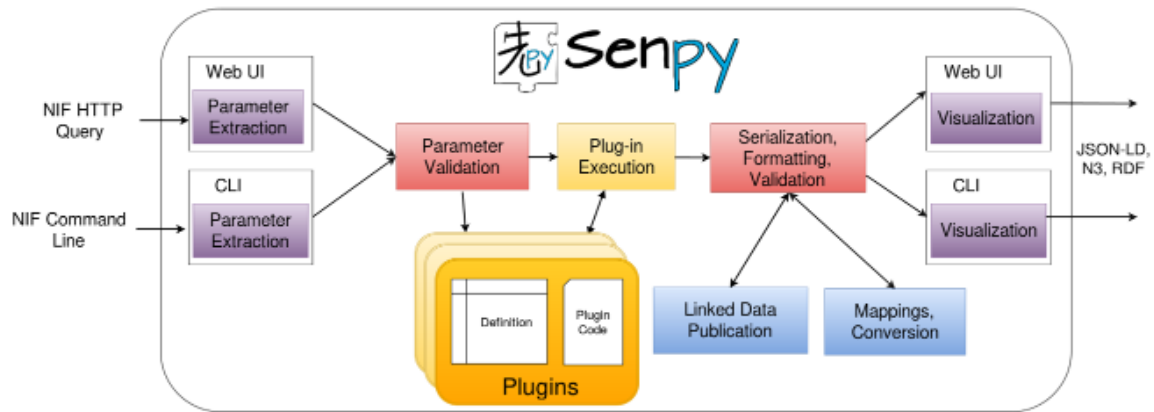 先
py
Senpy
NIF HTTP
Query
Web UI
Parameter
Extraction
NIF Command
Line
CLI
Parameter
Extraction
Parameter
Validation
Plug-in
Execution
Serialization,
Formatting,
Validation
Web UI
Visualization
CLI
Visualization
JSON-LD,
N3, RDF
Definition
Plugin
Code
Plugins
Linked Data
Publication
Mappings,
Conversion